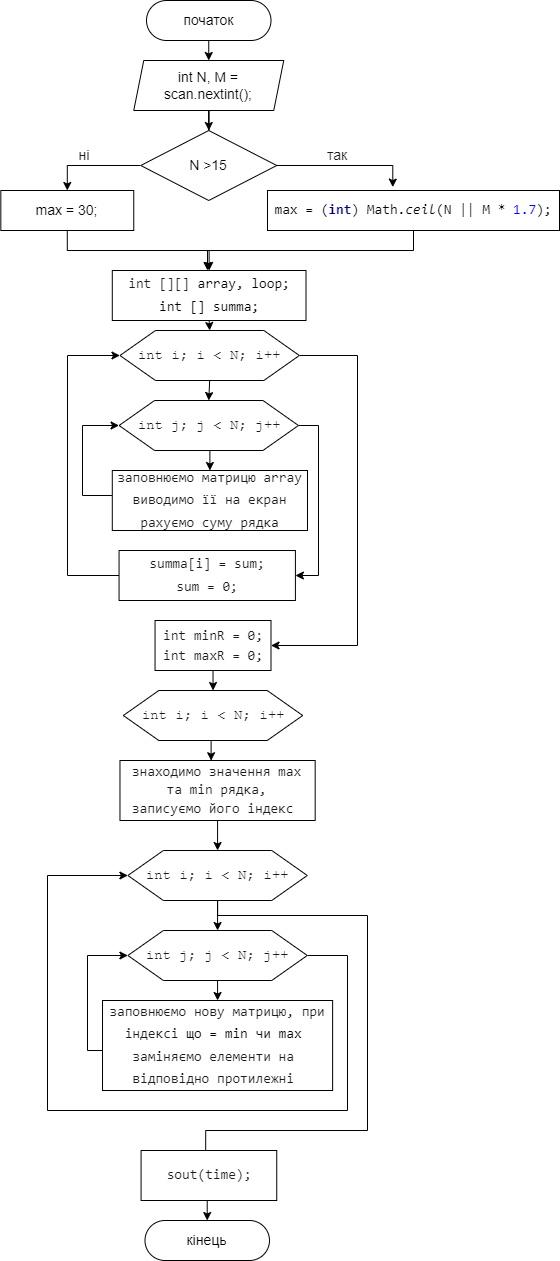 початок
int N, M =
scan.nextint();
N >15
ні
так
max = 30;
max = (int) Math.ceil(N || M * 1.7);
int [][] array, loop;
int [] summa;
int i; i < N; i++
int j; j < N; j++
заповнюємо матрицю array
виводимо її на екран
рахуємо суму рядка
summa[i] = sum;
sum = 0;
int minR = 0;
int maxR = 0;
int i; i < N; i++
знаходимо значення max
та min рядка,
записуємо його індекс
int i; i < N; i++
int j; j < N; j++
заповнюємо нову матрицю, при
індексі що = min чи max
заміняємо елементи на
відповідно протилежні
sout(time);
кінець